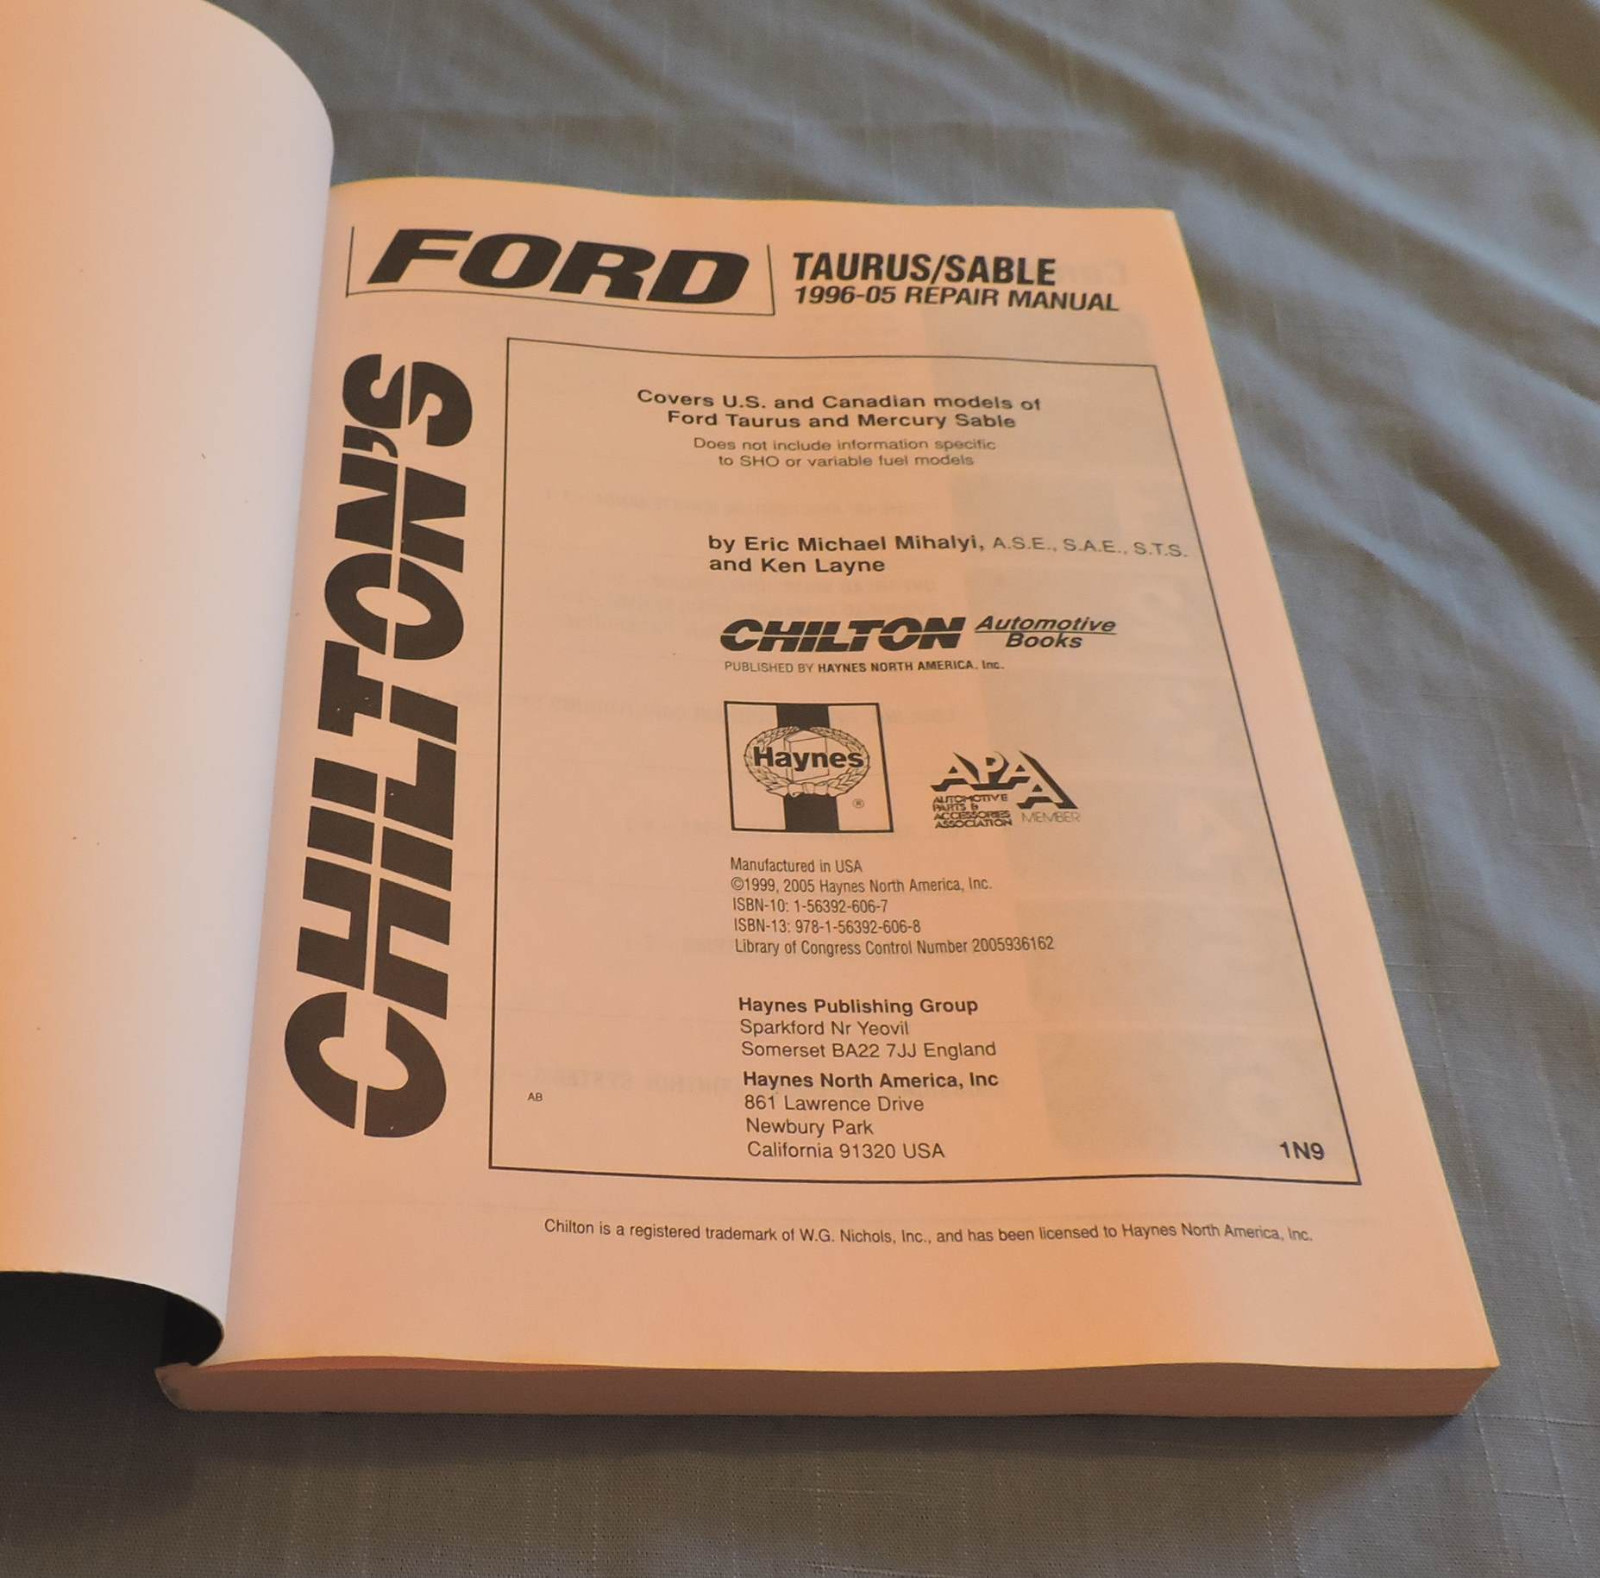 FORD
TAURUS/SABLE
1996-05 REPAIR MANUAL
CHILTON'S
Covers U.S. and Canadian models of
Ford Taurus and Mercury Sable
Does not include information specific
to SHO or variable fuel models
by Eric Michael Mihalyi, A.S.E., S.A.E., S.T.S.
and Ken Layne
CHILTON Automotive
Books
PUBLISHED BY HAYNES NORTH AMERICA. Inc.
Haynes
®
APAA
AUTOMOTIVE
PARTS &
ACCESSORIES
ASSOCIATION MEMBER
Manufactured in USA
©1999, 2005 Haynes North America, Inc.
ISBN-10: 1-56392-606-7
ISBN-13: 978-1-56392-606-8
Library of Congress Control Number 2005936162
Haynes Publishing Group
Sparkford Nr Yeovil
Somerset BA22 7JJ England
Haynes North America, Inc
861 Lawrence Drive
Newbury Park
California 91320 USA
AB
1N9
Chilton is a registered trademark of W.G. Nichols, Inc., and has been licensed to Haynes North America, Inc.